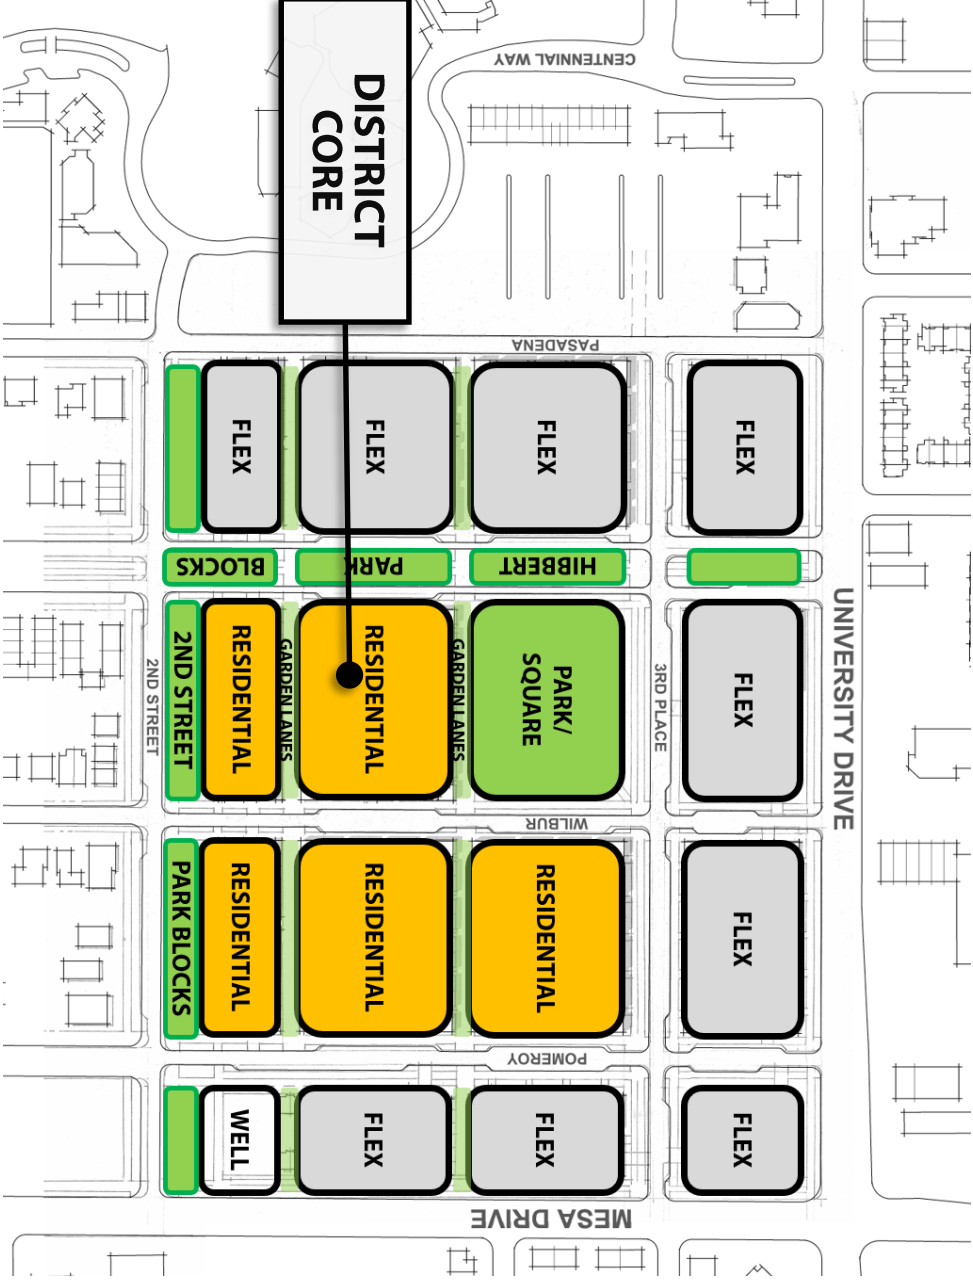 CENTENNIAL WAY
DISTRICT
CORE
PASADENA
FLEX
FLEX
FLEX
FLEX
BLOCKS
PARK
HIBBERT
2ND STREET
2ND STREET
RESIDENTIAL
GARDEN LANES
RESIDENTIAL
GARDEN LANES
PARK/
SQUARE
3RD PLACE
FLEX
UNIVERSITY DRIVE
WILBUR
PARK BLOCKS
RESIDENTIAL
RESIDENTIAL
RESIDENTIAL
FLEX
POMEROY
WELL
FLEX
FLEX
FLEX
MESA DRIVE